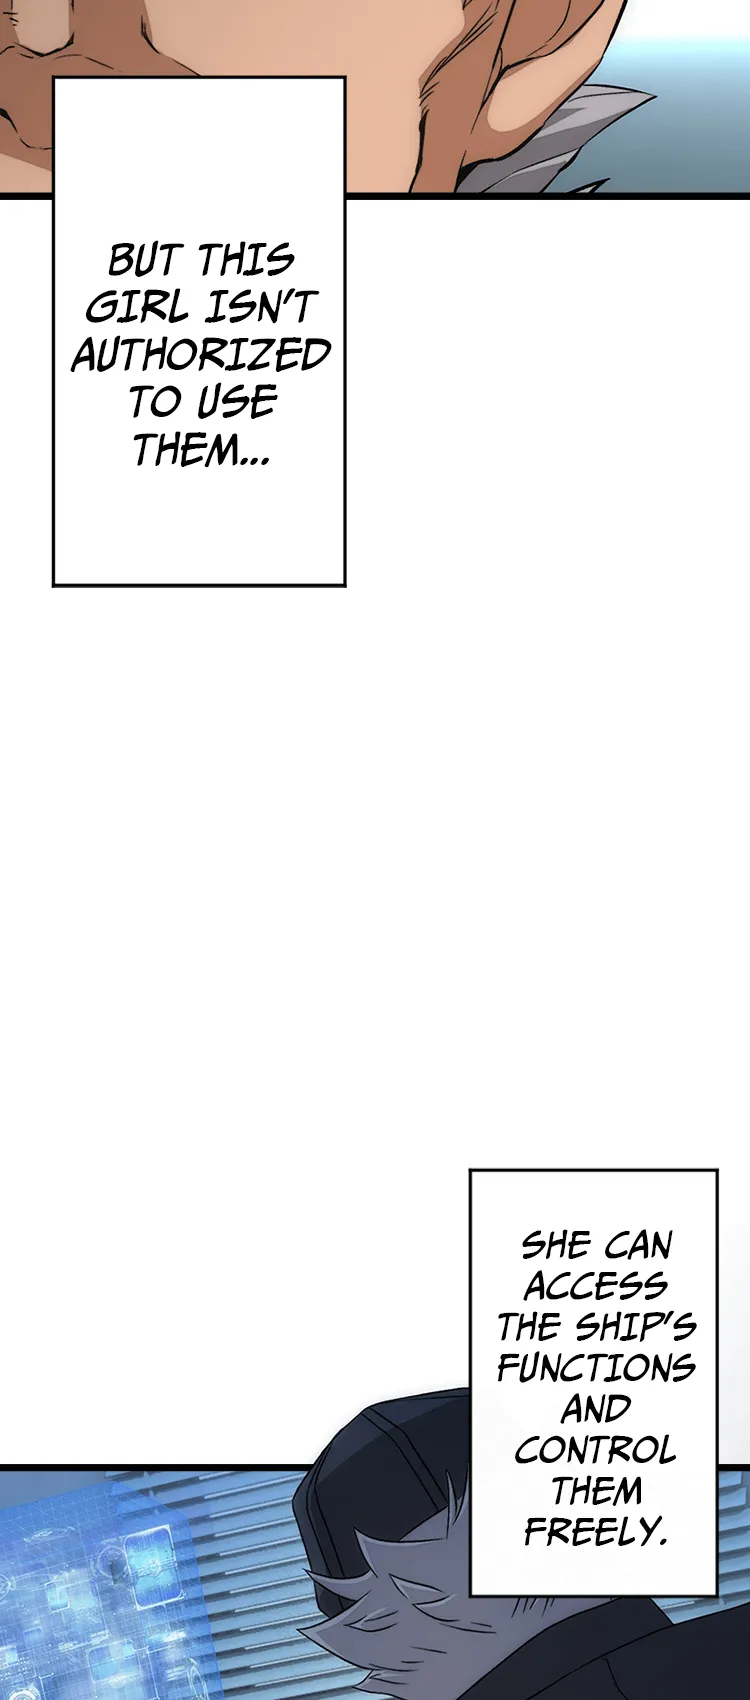 BUT THIS
GIRL ISN'T
AUTHORIZED
TO USE
THEM...
SHE CAN
ACCESS
THE SHIP'S
FUNCTIONS
AND
CONTROL
THEM
FREELY.